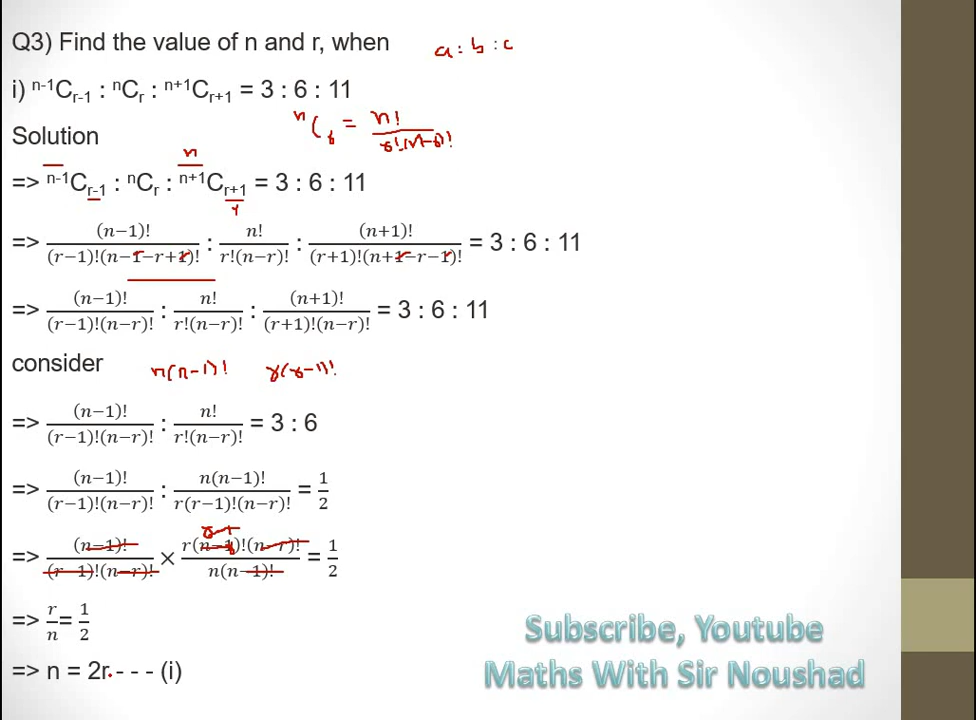 Q3) Find the value of n and r, when
a : b : c
i) ⁿ⁻¹Cᵣ₋₁ : ⁿCᵣ : ⁿ⁺¹Cᵣ₊₁ = 3 : 6 : 11
ⁿCᵣ = n!/r!(n-r)!
Solution
n
=> ⁿ⁻¹Cᵣ₋₁ : ⁿCᵣ : ⁿ⁺¹Cᵣ₊₁ = 3 : 6 : 11
r
=> (n−1)!/(r−1)!(n−1−r+1)! : n!/r!(n−r)! : (n+1)!/(r+1)!(n+1−r−1)! = 3 : 6 : 11
=> (n−1)!/(r−1)!(n−r)! : n!/r!(n−r)! : (n+1)!/(r+1)!(n−r)! = 3 : 6 : 11
consider
n(n-1)! r(r-1)!
=> (n−1)!/(r−1)!(n−r)! : n!/r!(n−r)! = 3 : 6
=> (n−1)!/(r−1)!(n−r)! : n(n−1)!/r(r−1)!(n−r)! = 1/2
r-1
=> (n−1)!/(r−1)!(n−r)! × r(n−1)!(n−r)!/n(n−1)! = 1/2
=> r/n = 1/2
=> n = 2r - - - (i)
Subscribe, Youtube
Maths With Sir Noushad